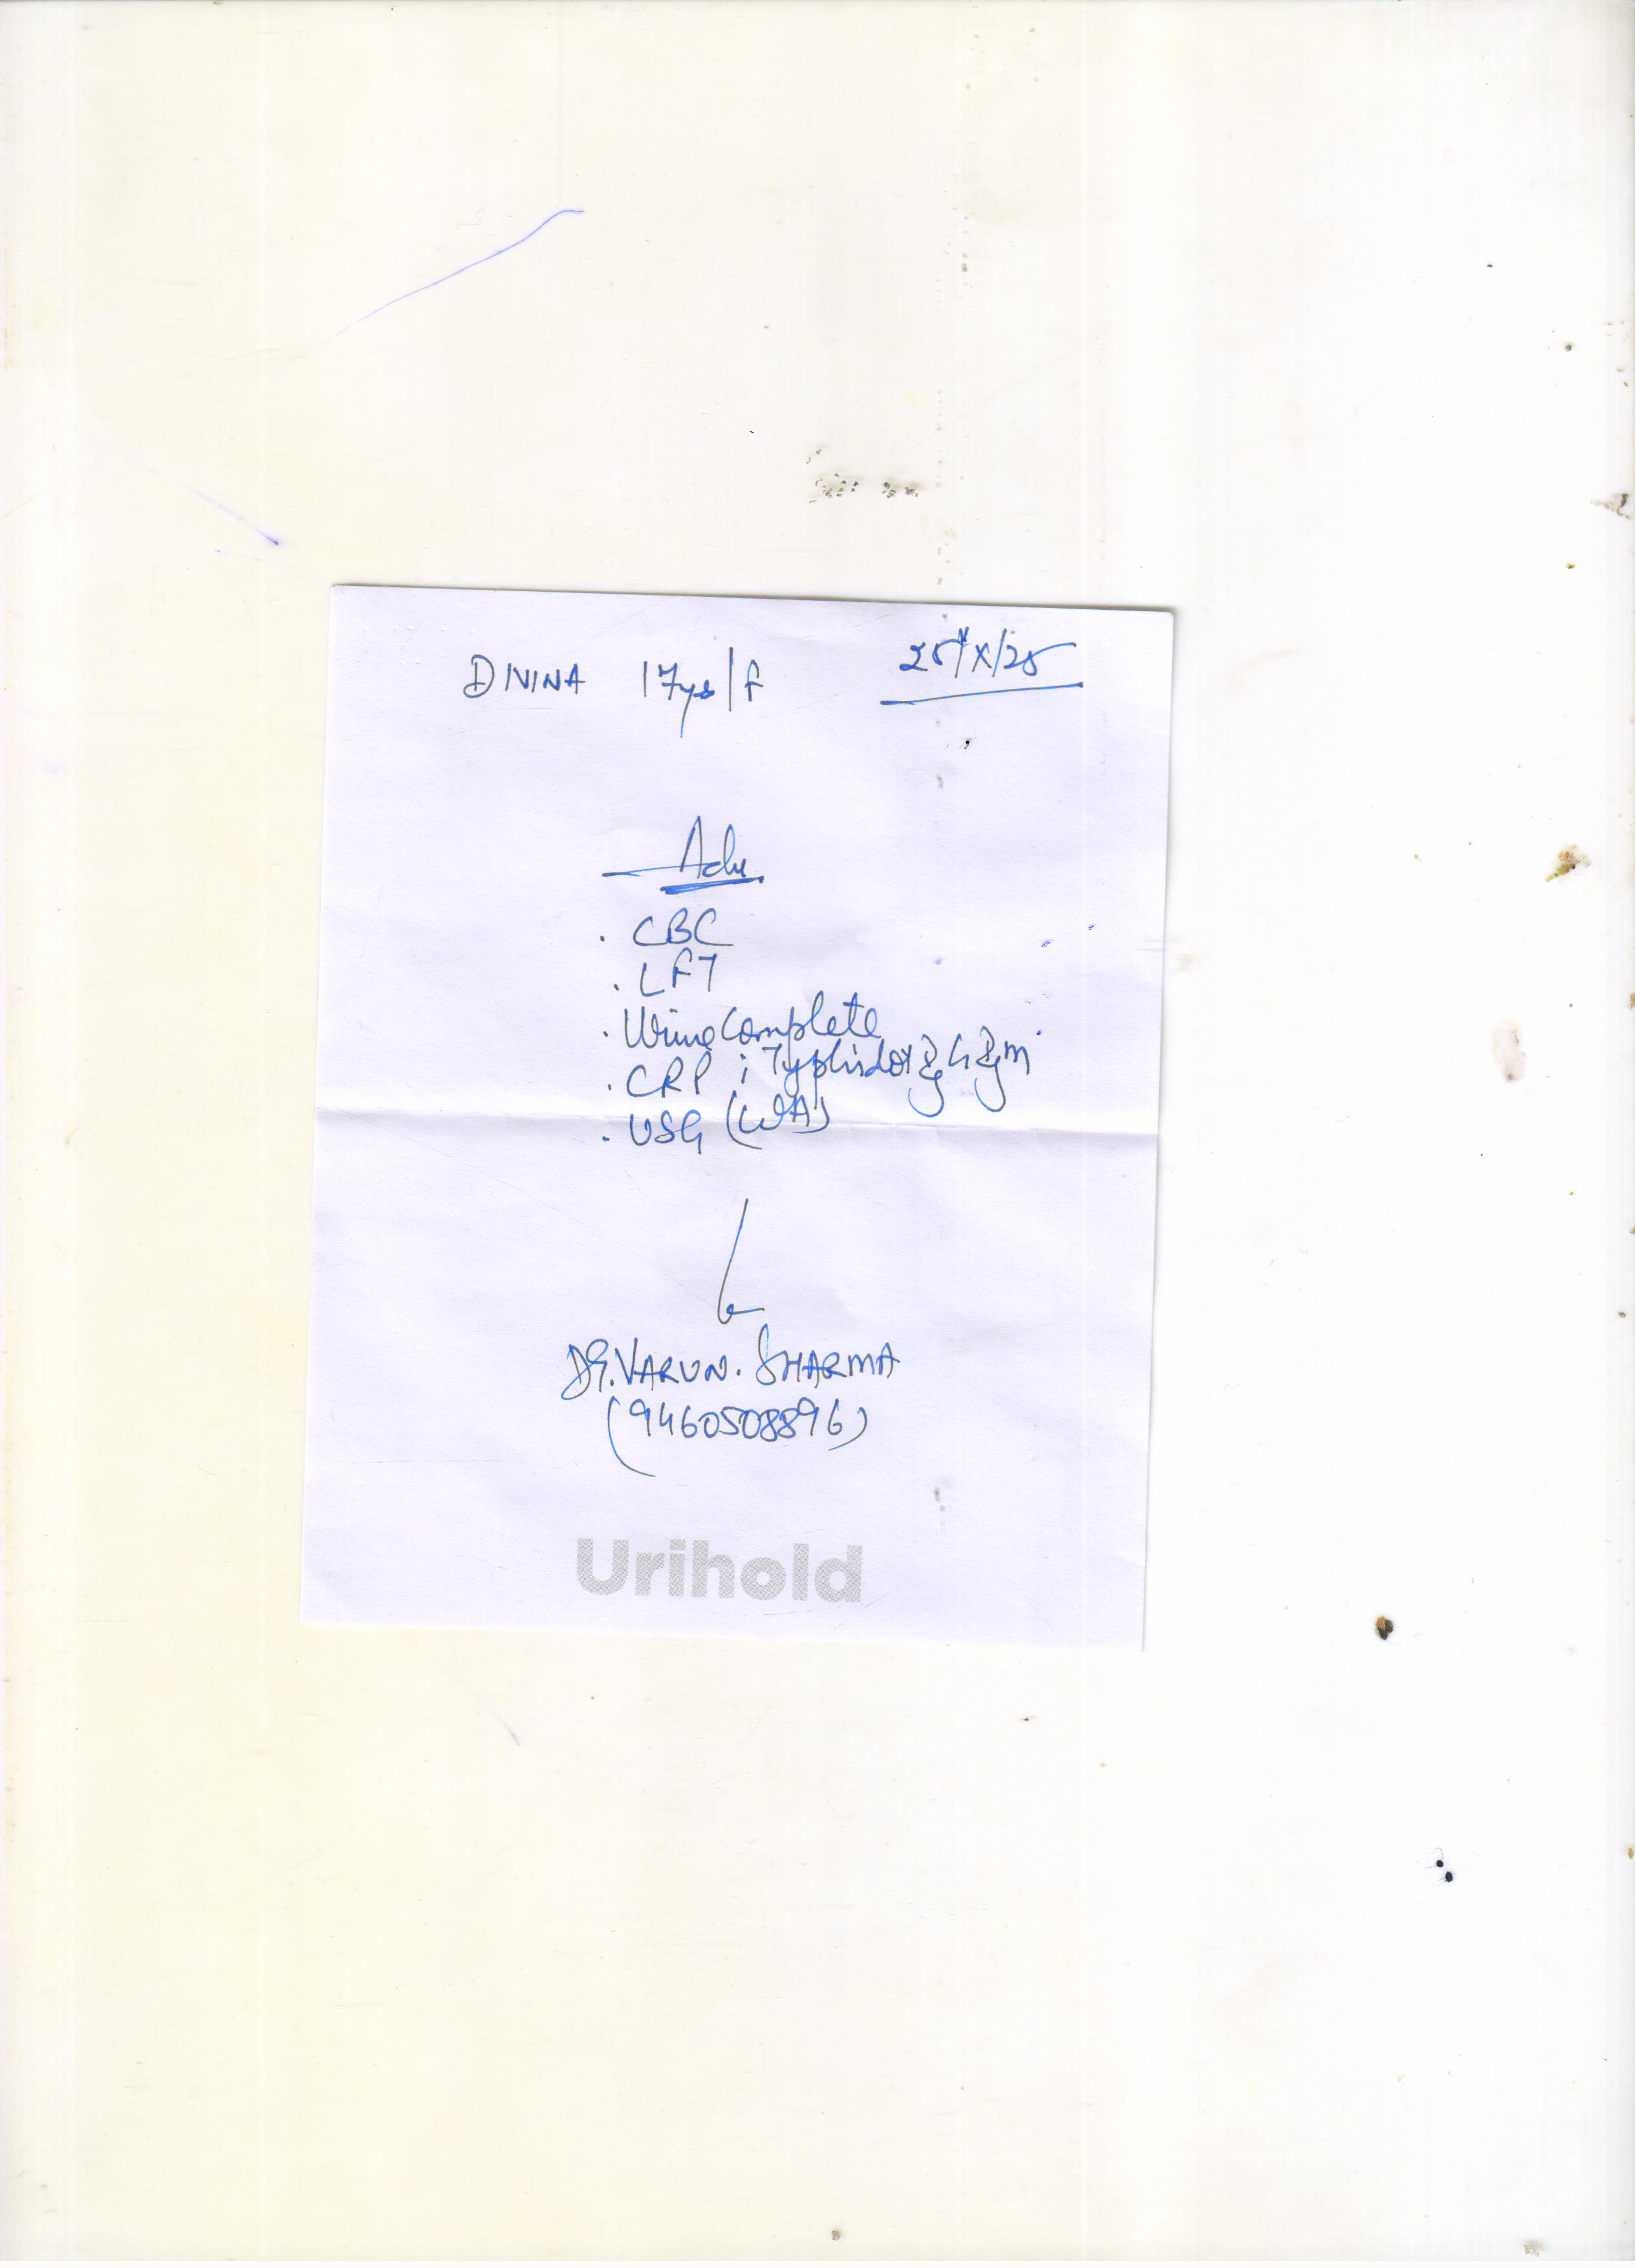 DIVINA 17ys/f 25/X/25
Adv
. CBC
. LFT
. Urine Complete
. CRP ; Typhidot IgG IgM
. USG (WA)
Dr. VARUN. SHARMA
(9460508896)
Urihold